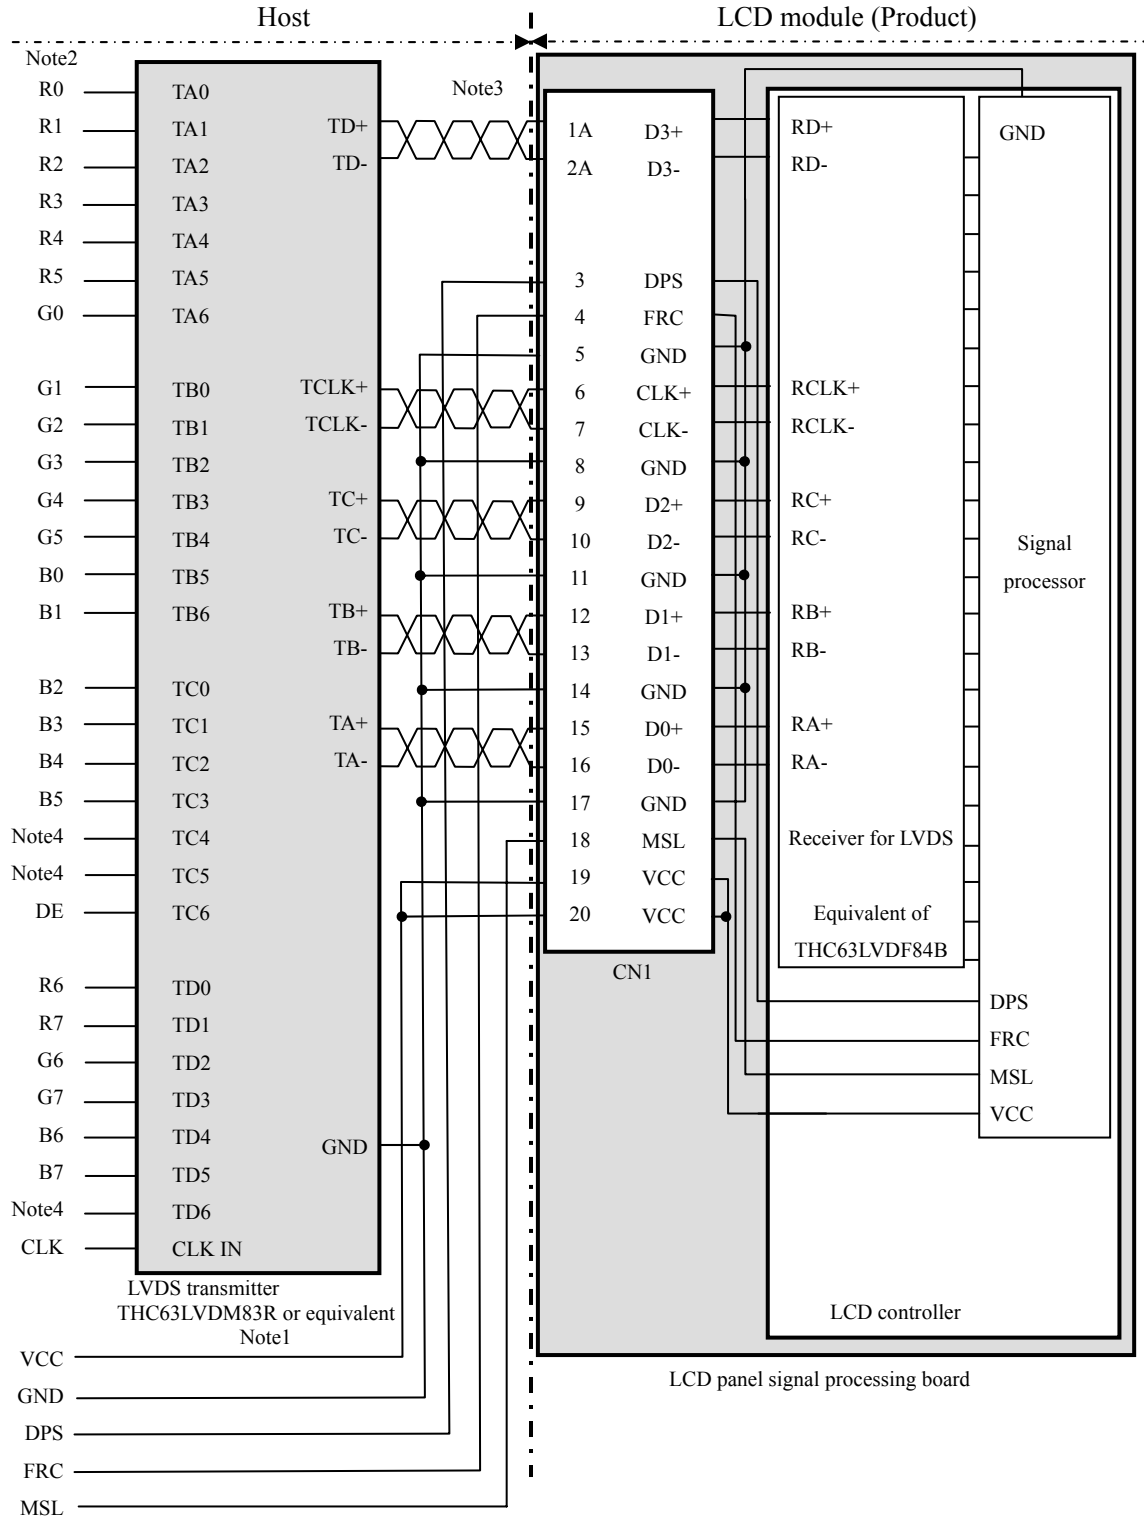 Host
LCD module (Product)
Note2
R0 TA0
R1 TA1 TD+
R2 TA2 TD-
R3 TA3
R4 TA4
R5 TA5
G0 TA6
G1 TB0 TCLK+
G2 TB1 TCLK-
G3 TB2
G4 TB3 TC+
G5 TB4 TC-
B0 TB5
B1 TB6 TB+
TB-
B2 TC0
B3 TC1 TA+
B4 TC2 TA-
B5 TC3
Note4 TC4
Note4 TC5
DE TC6
R6 TD0
R7 TD1
G6 TD2
G7 TD3
B6 TD4 GND
B7 TD5
Note4 TD6
CLK CLK IN
LVDS transmitter
THC63LVDM83R or equivalent
Note1
VCC
GND
DPS
FRC
MSL
Note3
1A D3+
2A D3-
3 DPS
4 FRC
5 GND
6 CLK+
7 CLK-
8 GND
9 D2+
10 D2-
11 GND
12 D1+
13 D1-
14 GND
15 D0+
16 D0-
17 GND
18 MSL
19 VCC
20 VCC
CN1
RD+
RD-
RCLK+
RCLK-
RC+
RC-
RB+
RB-
RA+
RA-
Receiver for LVDS
Equivalent of
THC63LVDF84B
GND
Signal
processor
DPS
FRC
MSL
VCC
LCD controller
LCD panel signal processing board